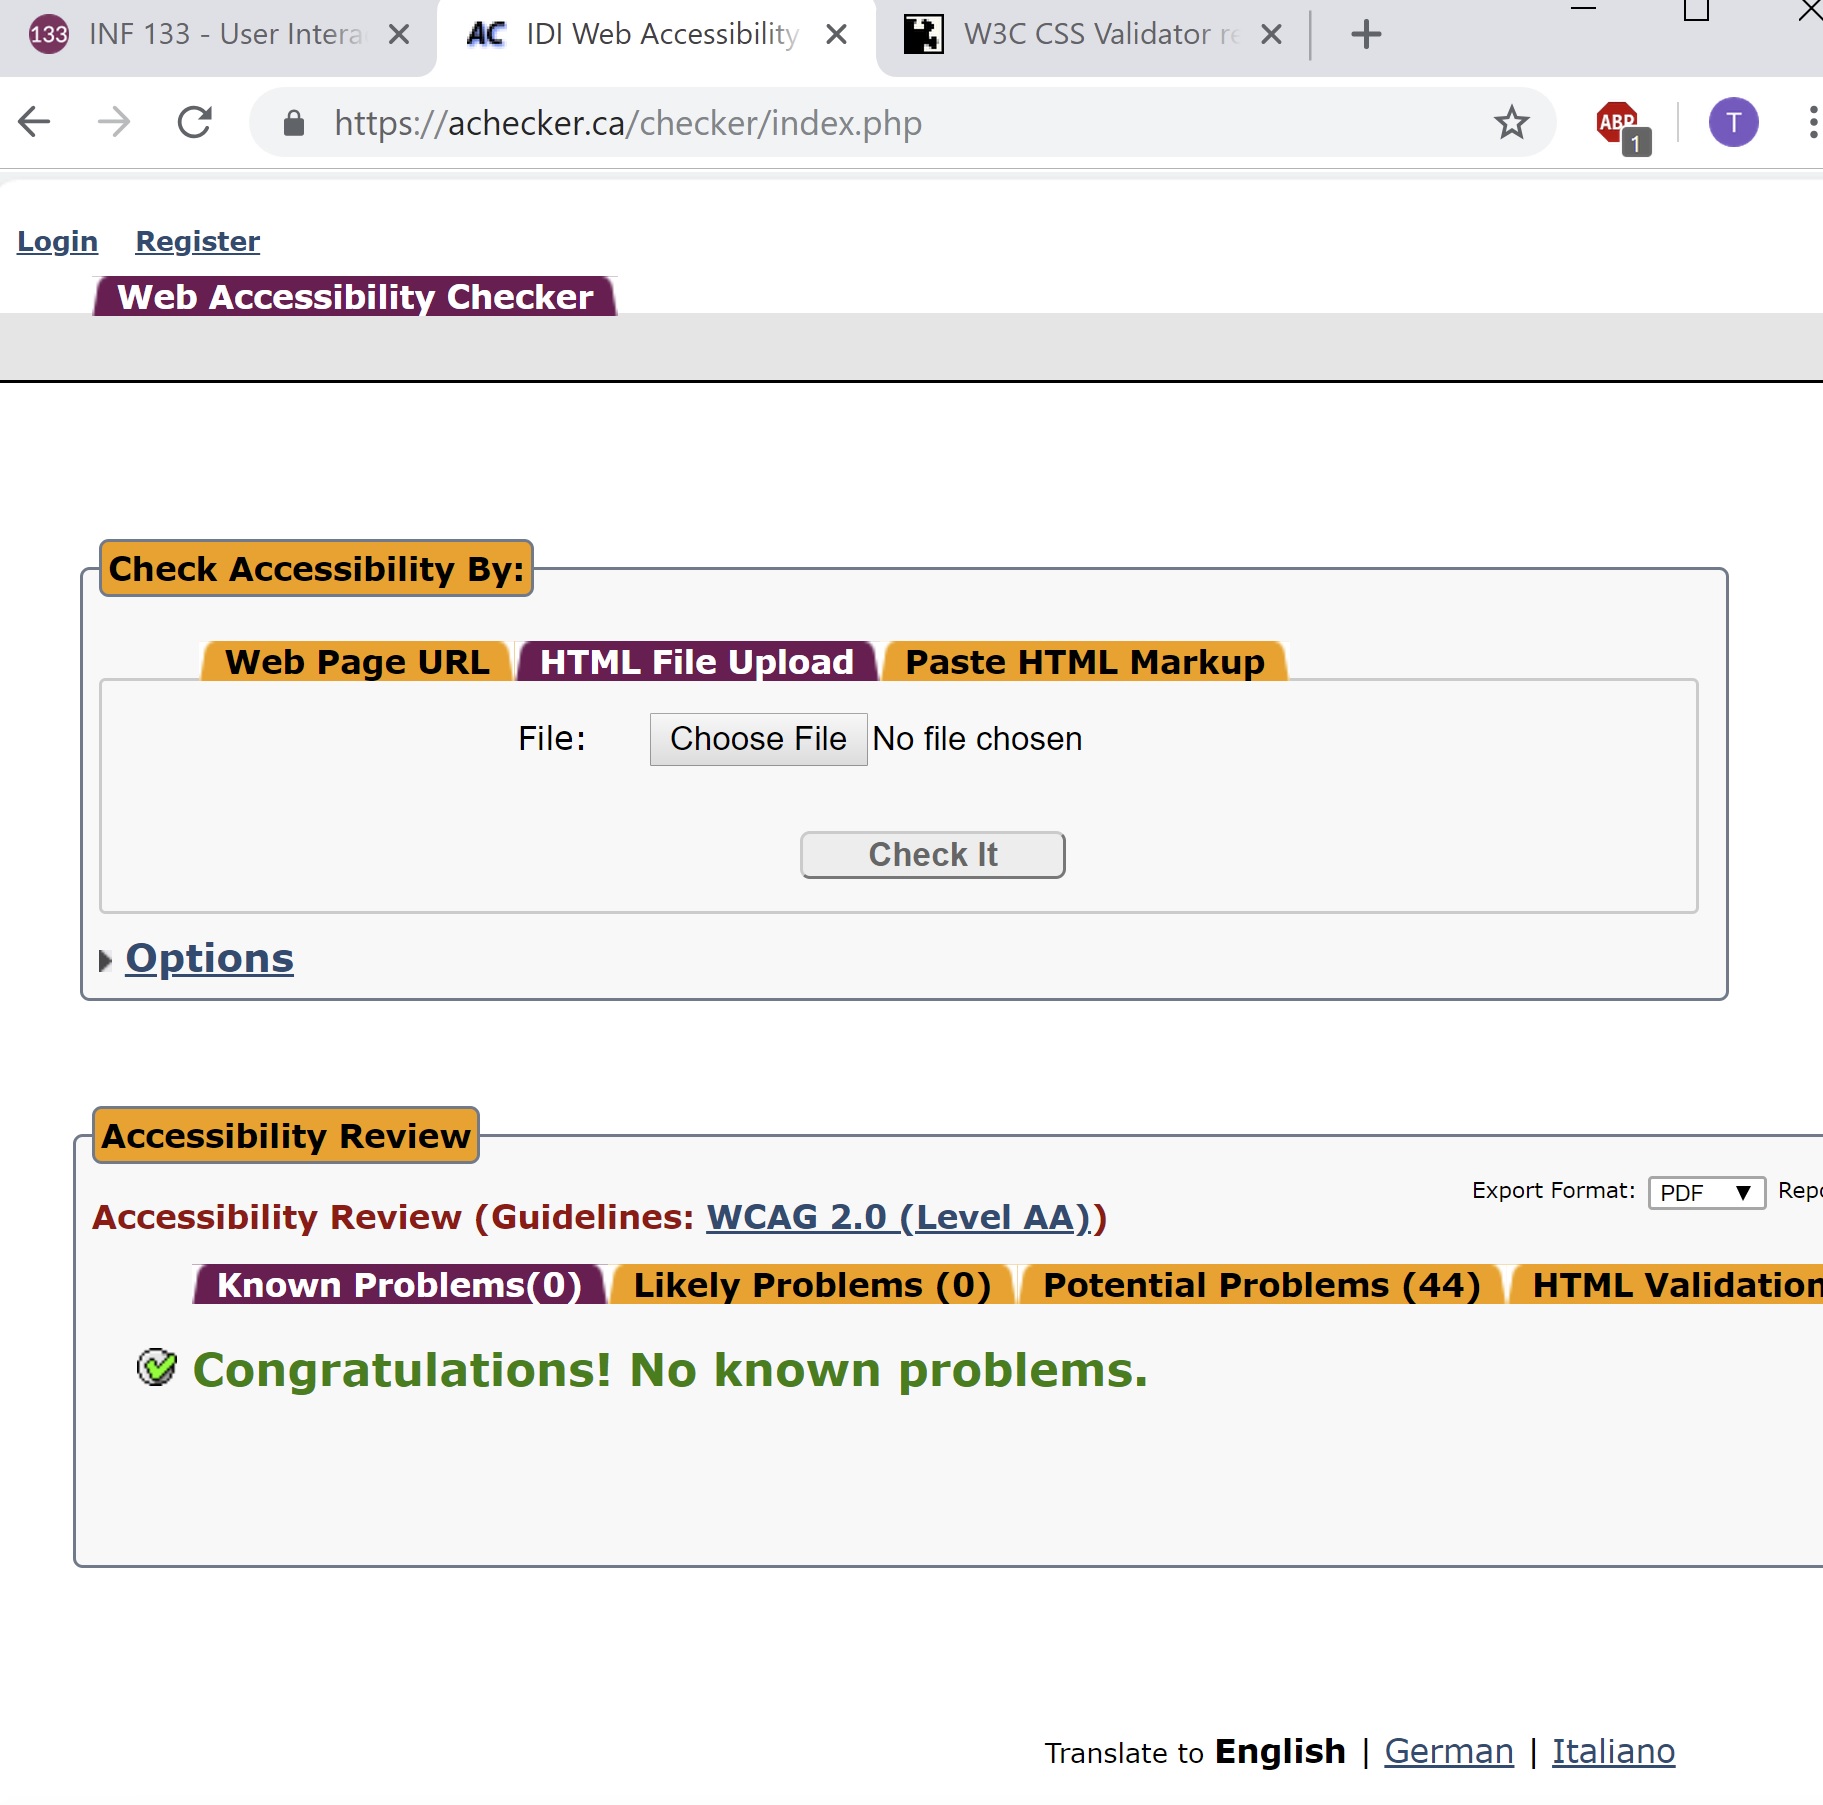 133 INF 133 - User Intera
AC IDI Web Accessibility
W3C CSS Validator re
https://achecker.ca/checker/index.php
ABP
1
T
Login Register
Web Accessibility Checker
Check Accessibility By:
Web Page URL HTML File Upload Paste HTML Markup
File: Choose File No file chosen
Check It
Options
Accessibility Review
Export Format: PDF Repo
Accessibility Review (Guidelines: WCAG 2.0 (Level AA))
Known Problems(0) Likely Problems (0) Potential Problems (44) HTML Validation
Congratulations! No known problems.
Translate to English | German | Italiano